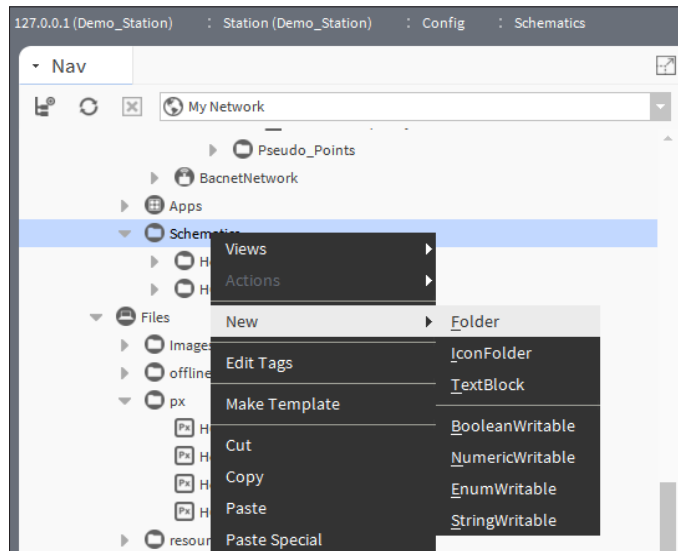 127.0.0.1 (Demo_Station) : Station (Demo_Station) : Config : Schematics
Nav
My Network
Pseudo_Points
BacnetNetwork
Apps
Schematics
Views
Actions
New
Folder
Files
IconFolder
Images
Edit Tags
offline
TextBlock
px
Make Template
BooleanWritable
Cut
NumericWritable
Copy
EnumWritable
Paste
StringWritable
Paste Special